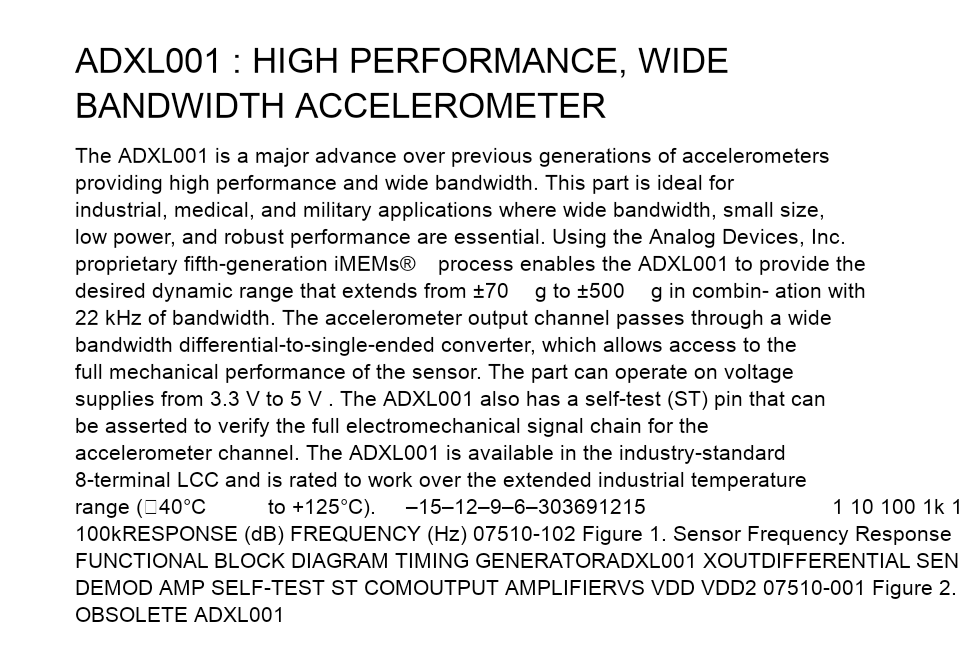 ADXL001 : HIGH PERFORMANCE, WIDE
BANDWIDTH ACCELEROMETER
The ADXL001 is a major advance over previous generations of accelerometers
providing high performance and wide bandwidth. This part is ideal for
industrial, medical, and military applications where wide bandwidth, small size,
low power, and robust performance are essential. Using the Analog Devices, Inc.
proprietary fifth-generation iMEMs® process enables the ADXL001 to provide the
desired dynamic range that extends from ±70 g to ±500 g in combin- ation with
22 kHz of bandwidth. The accelerometer output channel passes through a wide
bandwidth differential-to-single-ended converter, which allows access to the
full mechanical performance of the sensor. The part can operate on voltage
supplies from 3.3 V to 5 V . The ADXL001 also has a self-test (ST) pin that can
be asserted to verify the full electromechanical signal chain for the
accelerometer channel. The ADXL001 is available in the industry-standard
8-terminal LCC and is rated to work over the extended industrial temperature
range (□40°C to +125°C). –15–12–9–6–303691215 1 10 100 1k 1
100kRESPONSE (dB) FREQUENCY (Hz) 07510-102 Figure 1. Sensor Frequency Response
FUNCTIONAL BLOCK DIAGRAM TIMING GENERATORADXL001 XOUTDIFFERENTIAL SEN
DEMOD AMP SELF-TEST ST COMOUTPUT AMPLIFIERVS VDD VDD2 07510-001 Figure 2.
OBSOLETE ADXL001